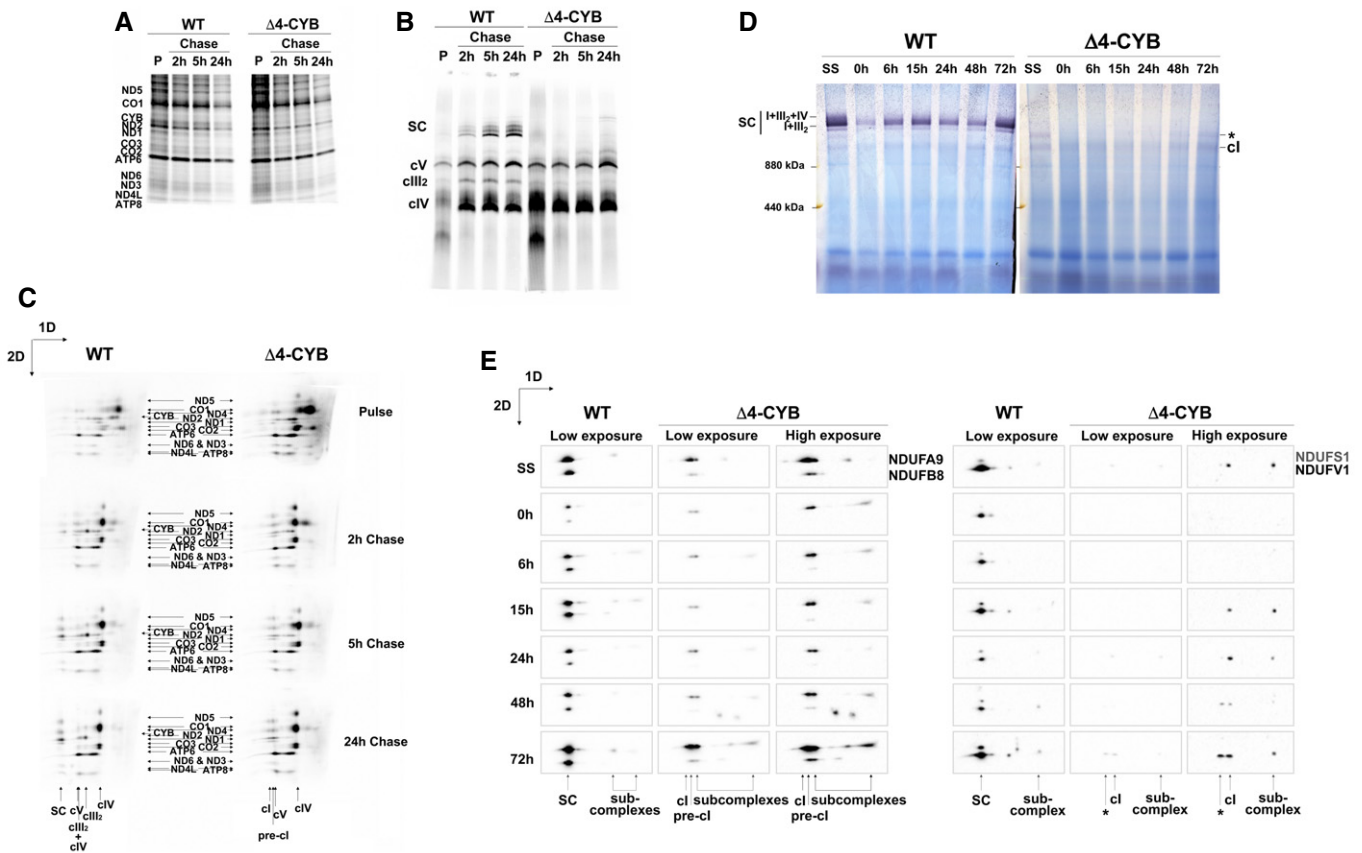 A
WT
Δ4-CYB
Chase
Chase
P 2h 5h 24h
P 2h 5h 24h
ND5
CO1
CYB
ND2
ND1
CO3
CO2
ATP6
ND6
ND3
ND4L
ATP8
B
WT
Δ4-CYB
Chase
Chase
P 2h 5h 24h
P 2h 5h 24h
SC
cV
cIII₂
cIV
D
WT
Δ4-CYB
SS 0h 6h 15h 24h 48h 72h
SS 0h 6h 15h 24h 48h 72h
SC
I+III₂+IV
I+III₂
*
cI
880 kDa
440 kDa
C
1D
2D
WT
Δ4-CYB
ND5
CO1
CYB ND2 ND4
ND1
CO3 CO2
ATP6
ND6 & ND3
ND4L ATP8
Pulse
ND5
CO1
CYB ND2 ND4
ND1
CO3 CO2
ATP6
ND6 & ND3
ND4L ATP8
2h Chase
ND5
CO1
CYB ND2 ND4
ND1
CO3 CO2
ATP6
ND6 & ND3
ND4L ATP8
5h Chase
ND5
CO1
CYB ND2 ND4
ND1
CO3 CO2
ATP6
ND6 & ND3
ND4L ATP8
24h Chase
SC cV cIII₂ cIV
cIII₂
+
cIV
cI cV cIV
pre-cI
E
1D
2D
WT
Δ4-CYB
Low exposure
Low exposure
High exposure
WT
Δ4-CYB
Low exposure
Low exposure
High exposure
NDUFA9
NDUFB8
NDUFS1
NDUFV1
SS
0h
6h
15h
24h
48h
72h
SC
sub-
complexes
cI subcomplexes
pre-cI
cI subcomplexes
pre-cI
SC
sub-
complex
cI
*
sub-
complex
cI
*
sub-
complex